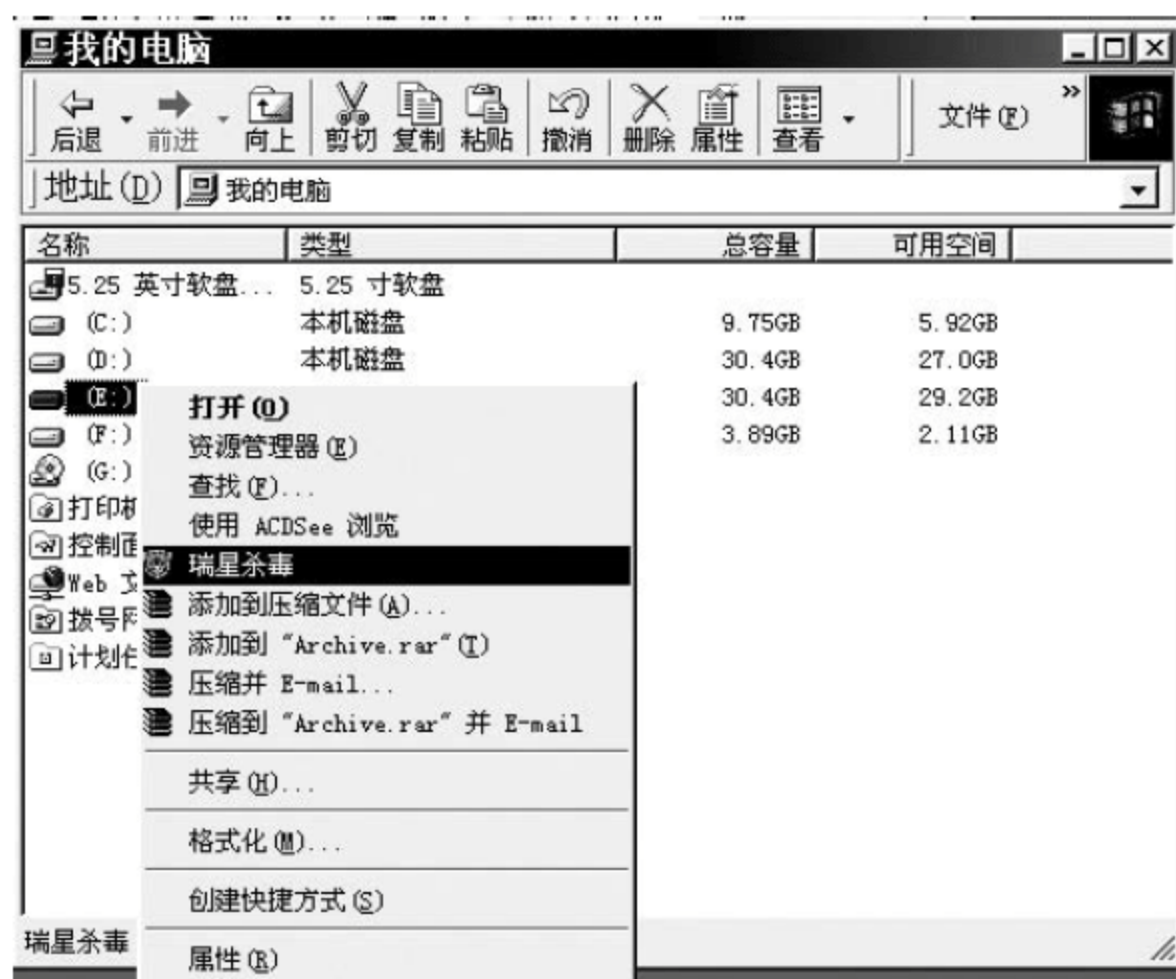 我的电脑
后退 前进 向上 剪切 复制 粘贴 撤消 删除 属性 查看 » 文件(F)
地址(D) 我的电脑
名称 类型 总容量 可用空间
5.25 英寸软盘... 5.25 寸软盘
(C:) 本机磁盘 9.75GB 5.92GB
(D:) 本机磁盘 30.4GB 27.0GB
(E:) 30.4GB 29.2GB
(F:) 3.89GB 2.11GB
(G:)
打印机
控制面
Web 文
拨号网
计划任
打开(O)
资源管理器(E)
查找(F)...
使用 ACDSee 浏览
瑞星杀毒
添加到压缩文件(A)...
添加到 "Archive.rar"(T)
压缩并 E-mail...
压缩到 "Archive.rar" 并 E-mail
共享(H)...
格式化(M)...
创建快捷方式(S)
属性(R)
瑞星杀毒